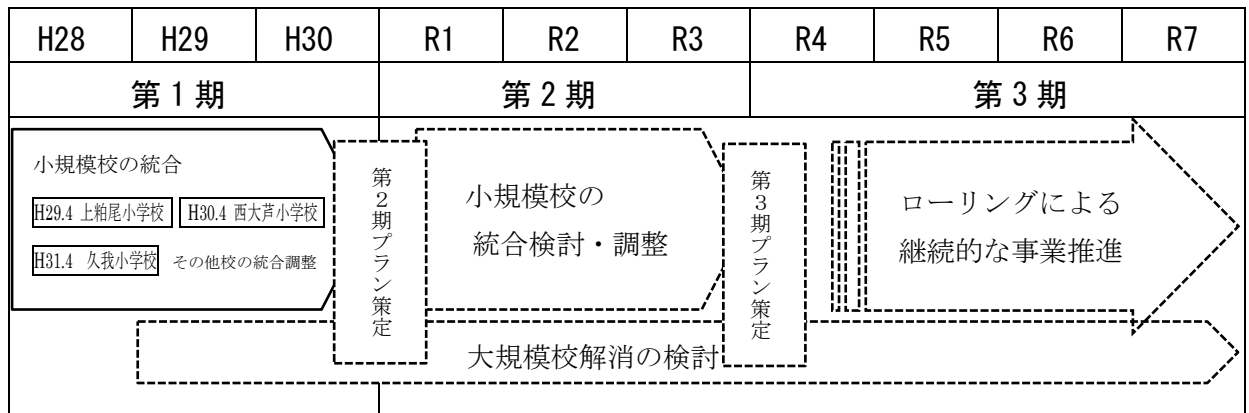 H28 H29 H30 R1 R2 R3 R4 R5 R6 R7
第1期 第2期 第3期
小規模校の統合
H29.4 上粕尾小学校 H30.4 西大芦小学校
H31.4 久我小学校 その他校の統合調整
第2期プラン策定
小規模校の
統合検討・調整
第3期プラン策定
ローリングによる
継続的な事業推進
大規模校解消の検討